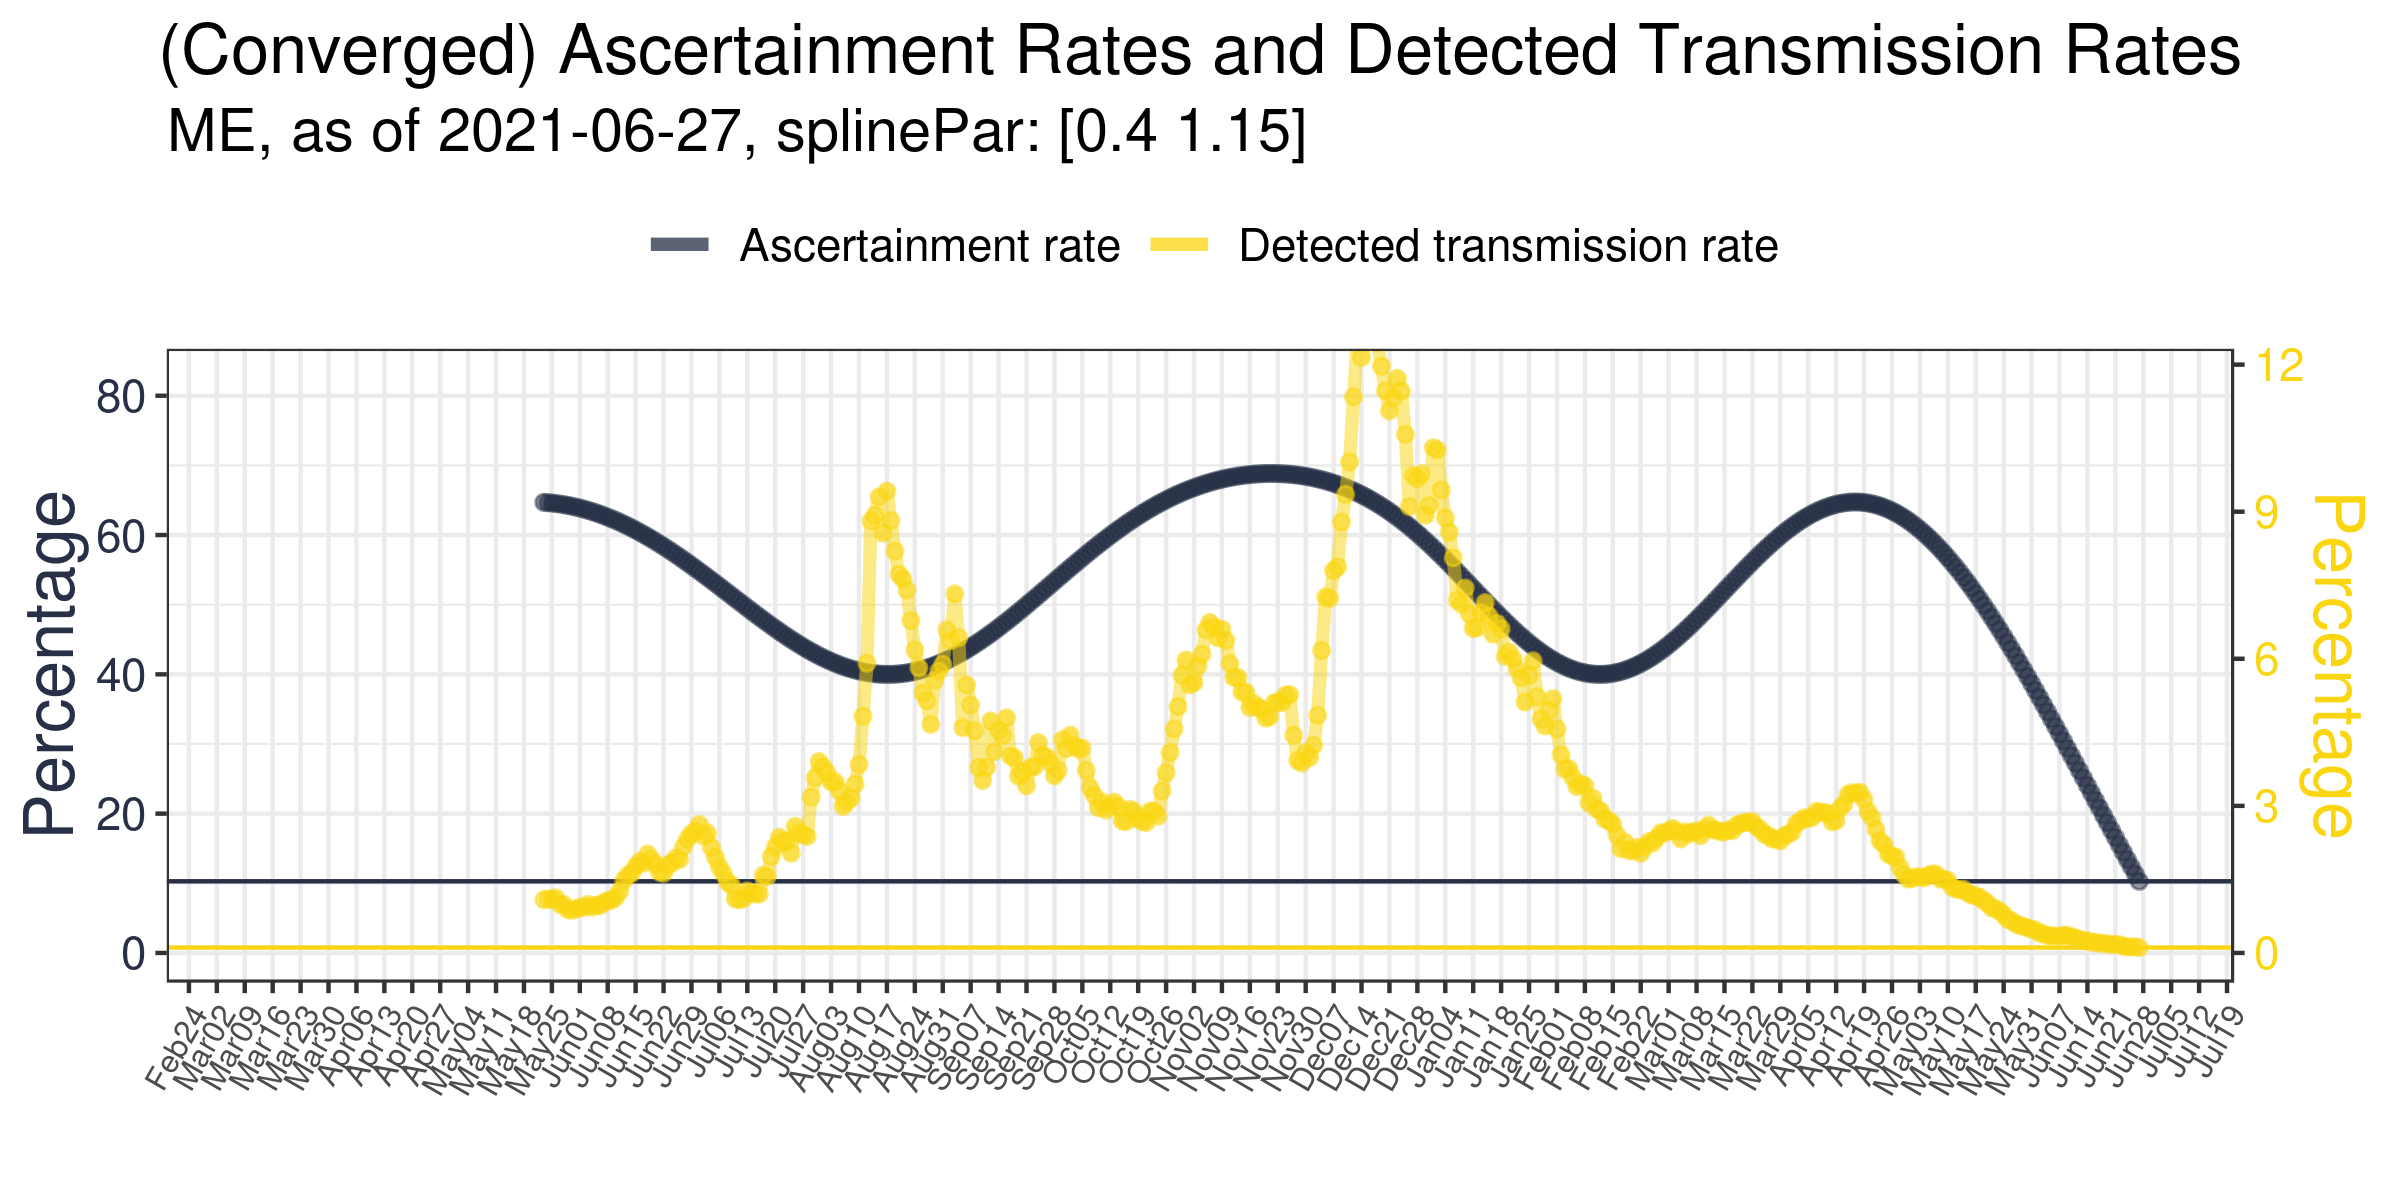 (Converged) Ascertainment Rates and Detected Transmission Rates
ME, as of 2021-06-27, splinePar: [0.4 1.15]
Ascertainment rate
Detected transmission rate
Percentage
80
60
40
20
0
12
9
6
3
0
Percentage
Feb24
Mar02
Mar09
Mar16
Mar23
Mar30
Apr06
Apr13
Apr20
Apr27
May04
May11
May18
May25
Jun01
Jun08
Jun15
Jun22
Jun29
Jul06
Jul13
Jul20
Jul27
Aug03
Aug10
Aug17
Aug24
Aug31
Sep07
Sep14
Sep21
Sep28
Oct05
Oct12
Oct19
Oct26
Nov02
Nov09
Nov16
Nov23
Nov30
Dec07
Dec14
Dec21
Dec28
Jan04
Jan11
Jan18
Jan25
Feb01
Feb08
Feb15
Feb22
Mar01
Mar08
Mar15
Mar22
Mar29
Apr05
Apr12
Apr19
Apr26
May03
May10
May17
May24
May31
Jun07
Jun14
Jun21
Jun28
Jul05
Jul12
Jul19